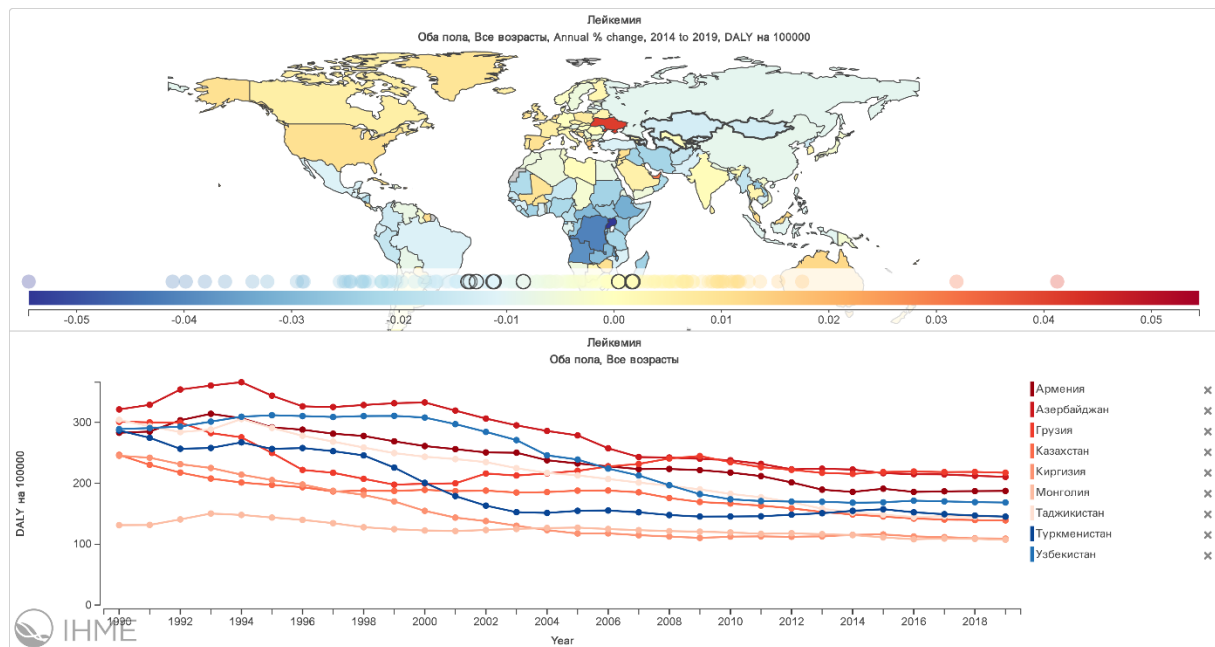 Лейкемия
Оба пола, Все возрасты, Annual % change, 2014 to 2019, DALY на 100000
-0.05 -0.04 -0.03 -0.02 -0.01 0.00 0.01 0.02 0.03 0.04 0.05
Лейкемия
Оба пола, Все возрасты
Армения
Азербайджан
Грузия
Казахстан
Киргизия
Монголия
Таджикистан
Туркменистан
Узбекистан
DALY на 100000
300
200
100
0
1990 1992 1994 1996 1998 2000 2002 2004 2006 2008 2010 2012 2014 2016 2018
Year
IHME